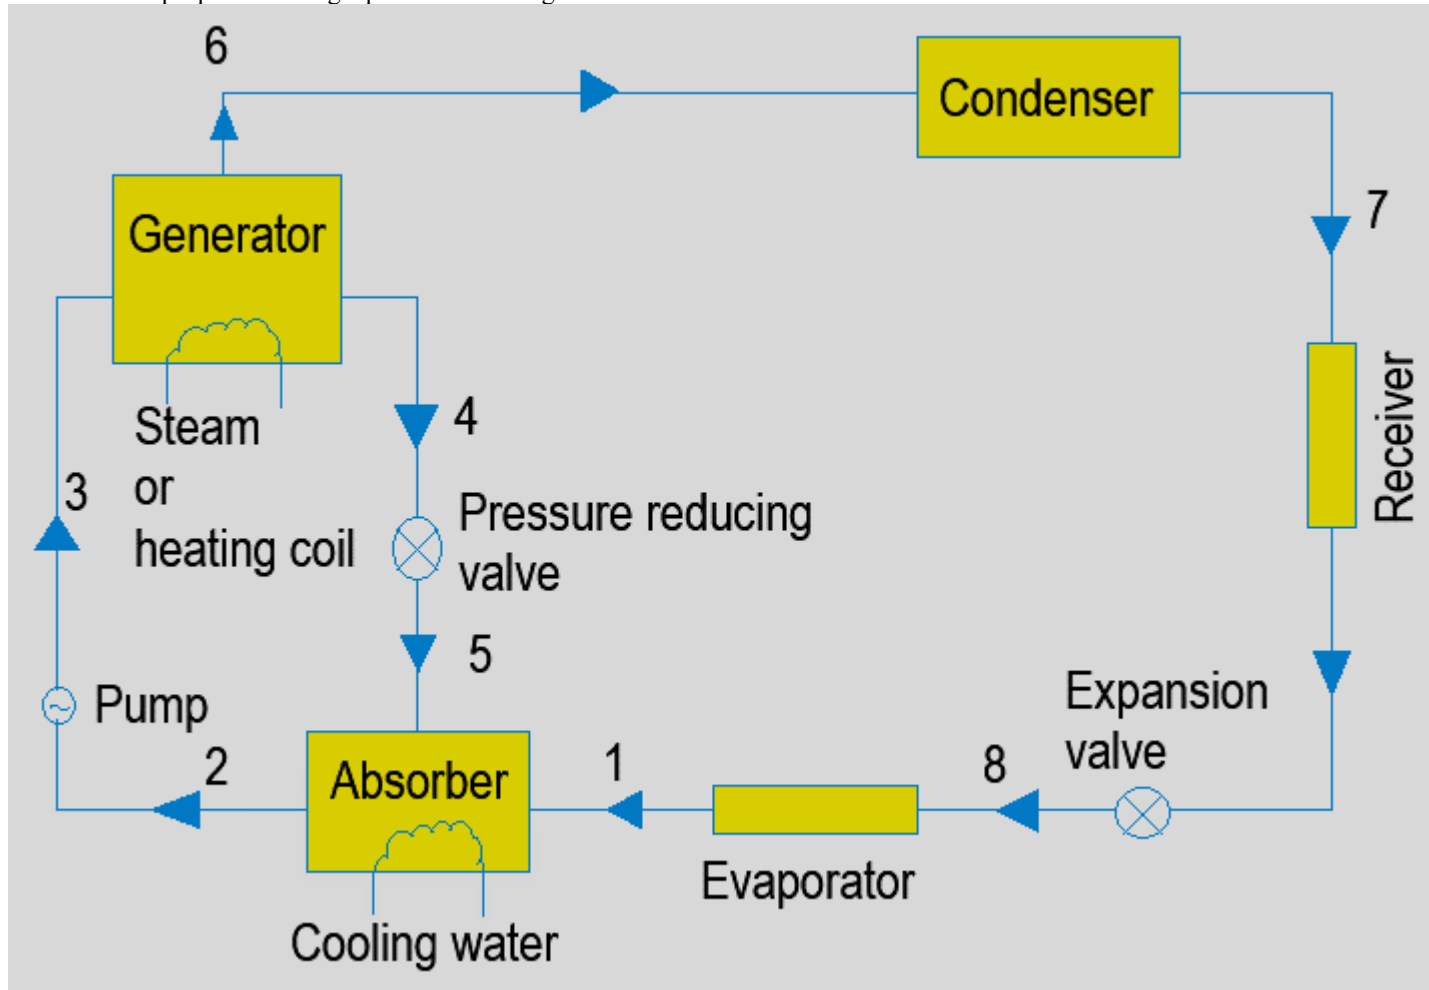 6
Condenser
7
Generator
Receiver
Steam
or
heating coil
4
3
Pressure reducing
valve
5
Pump
Expansion
valve
2
Absorber
1
8
Evaporator
Cooling water